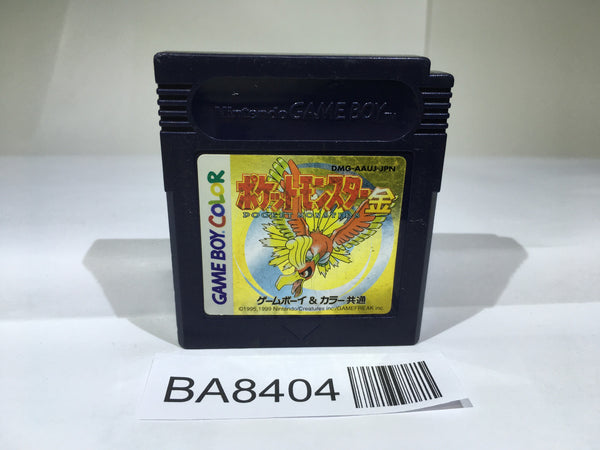 Nintendo GAME BOY TM
DMG-AAUJ-JPN
ポケットモンスター金
POCKET MONSTERS
GAME BOY COLOR
ゲームボーイ & カラー 共通
©1995,1999 Nintendo/Creatures inc./GAMEFREAK inc.
BA8404